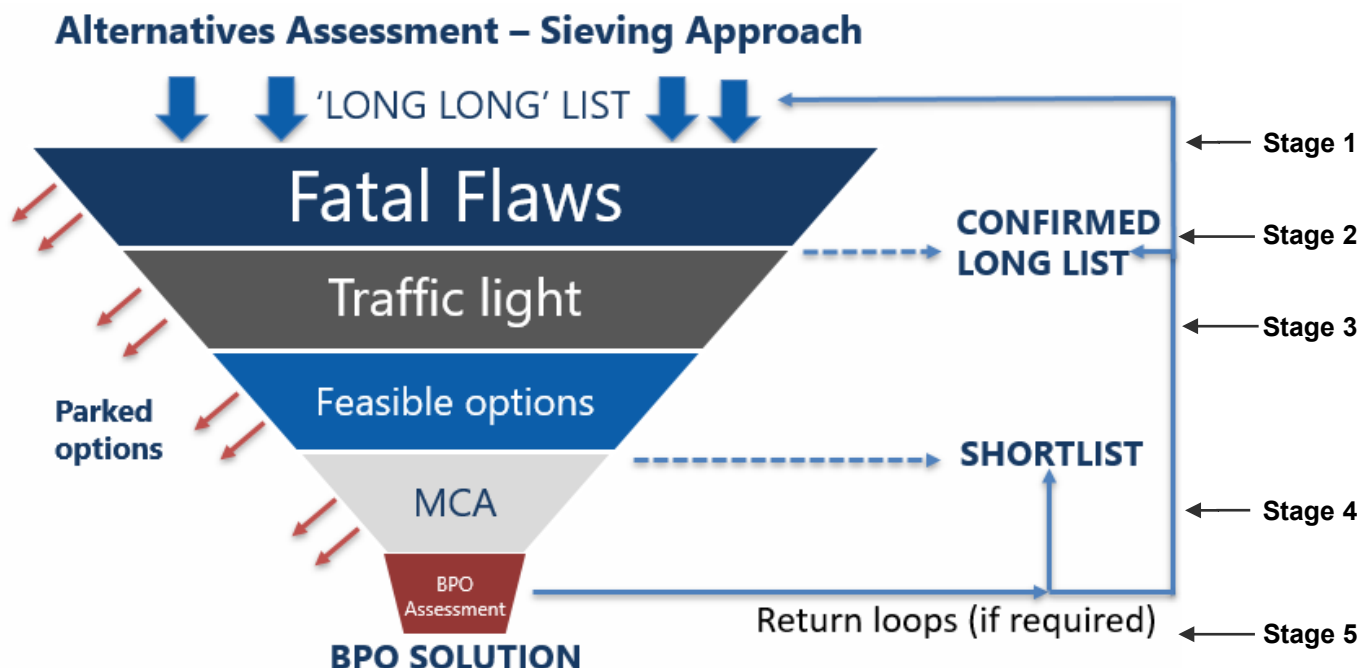 Alternatives Assessment – Sieving Approach
‘LONG LONG’ LIST
Stage 1
Fatal Flaws
CONFIRMED
LONG LIST
Stage 2
Traffic light
Stage 3
Feasible options
Parked
options
SHORTLIST
MCA
Stage 4
BPO
Assessment
Return loops (if required)
Stage 5
BPO SOLUTION